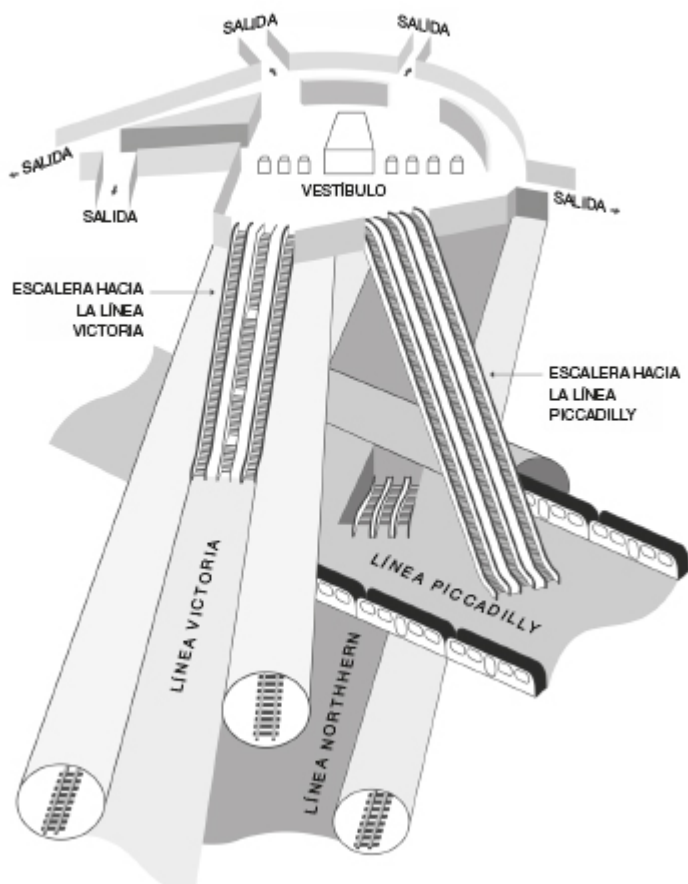 SALIDA
SALIDA
SALIDA
SALIDA
SALIDA
VESTÍBULO
ESCALERA HACIA
LA LÍNEA
VICTORIA
ESCALERA HACIA
LA LÍNEA
PICCADILLY
LÍNEA VICTORIA
LÍNEA PICCADILLY
LÍNEA NORTHHERN